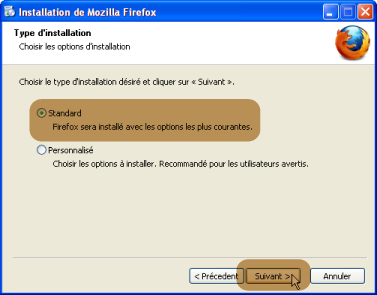 Installation de Mozilla Firefox
Type d'installation
Choisir les options d'installation
Choisir le type d'installation désiré et cliquer sur « Suivant ».
Standard
Firefox sera installé avec les options les plus courantes.
Personnalisé
Choisir les options à installer. Recommandé pour les utilisateurs avertis.
< Précedent
Suivant >
Annuler